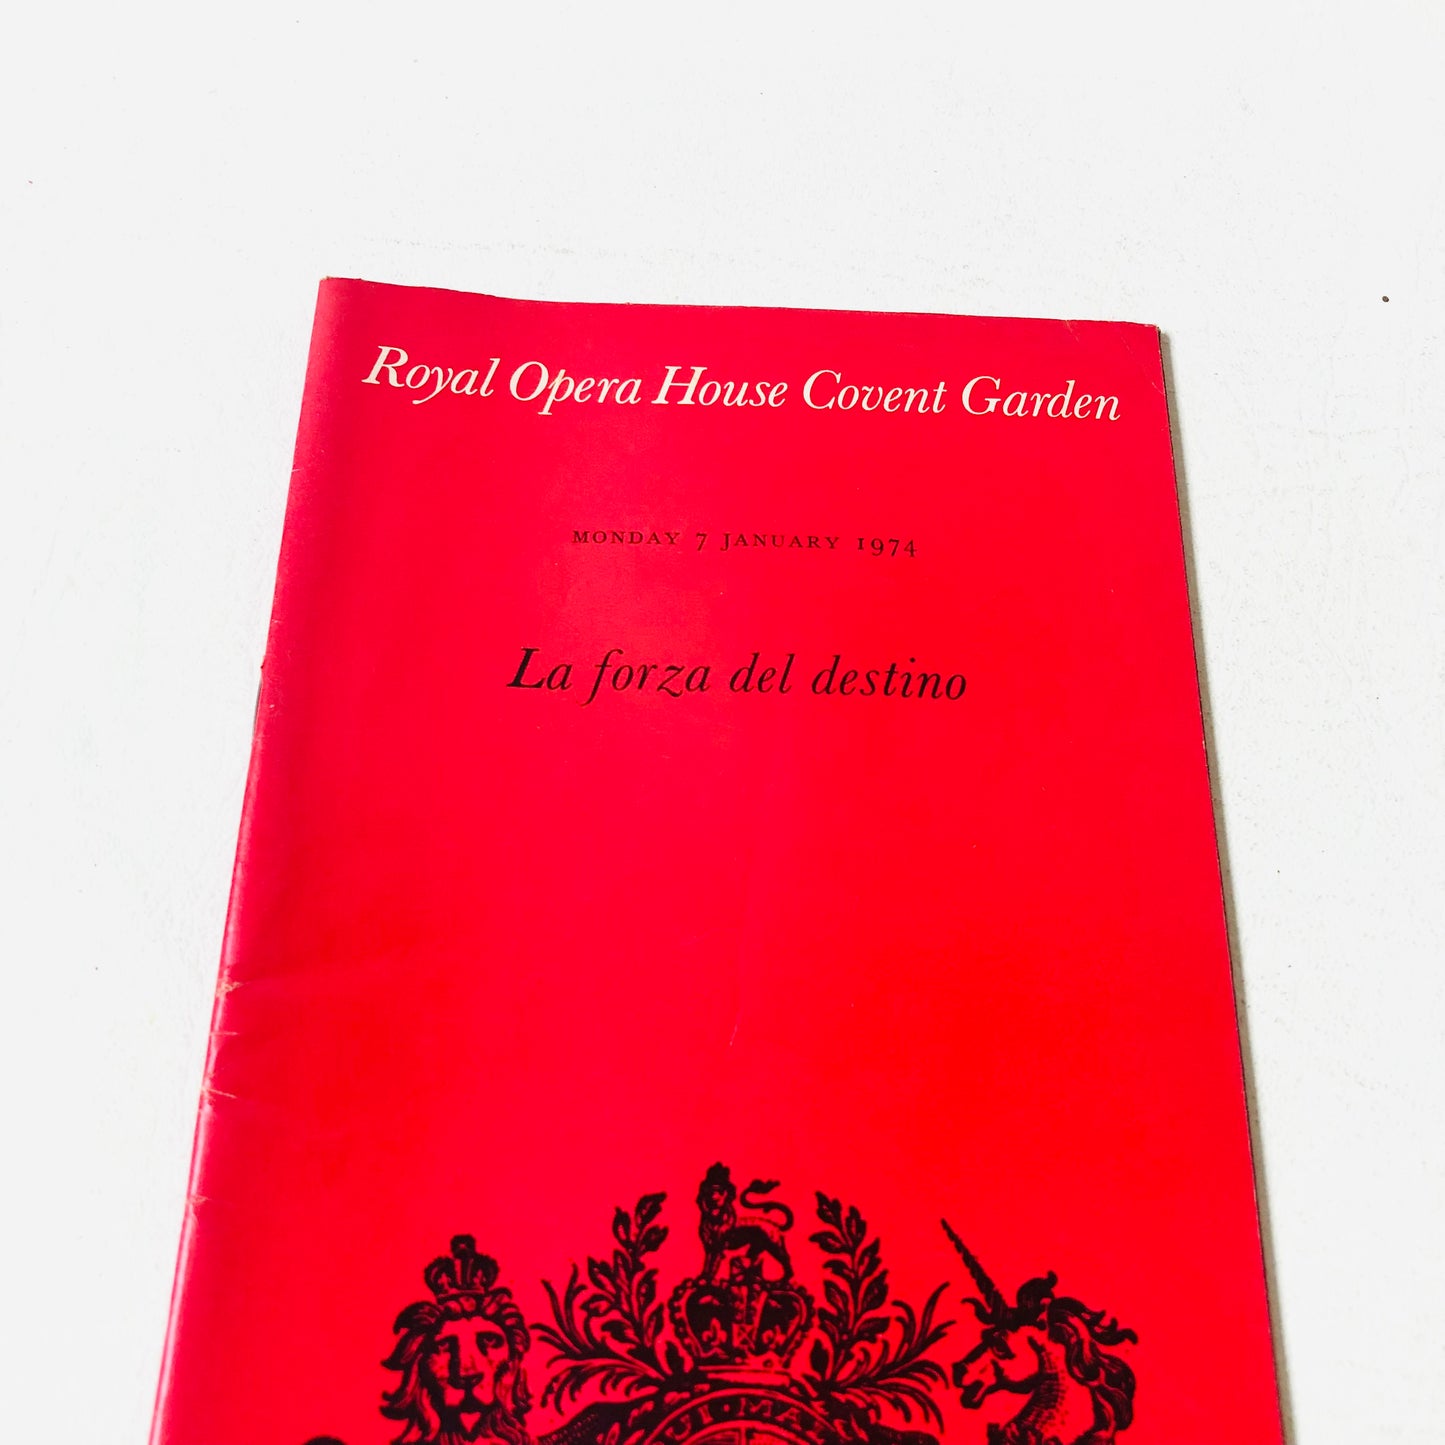 Royal Opera House Covent Garden
MONDAY 7 JANUARY 1974
La forza del destino